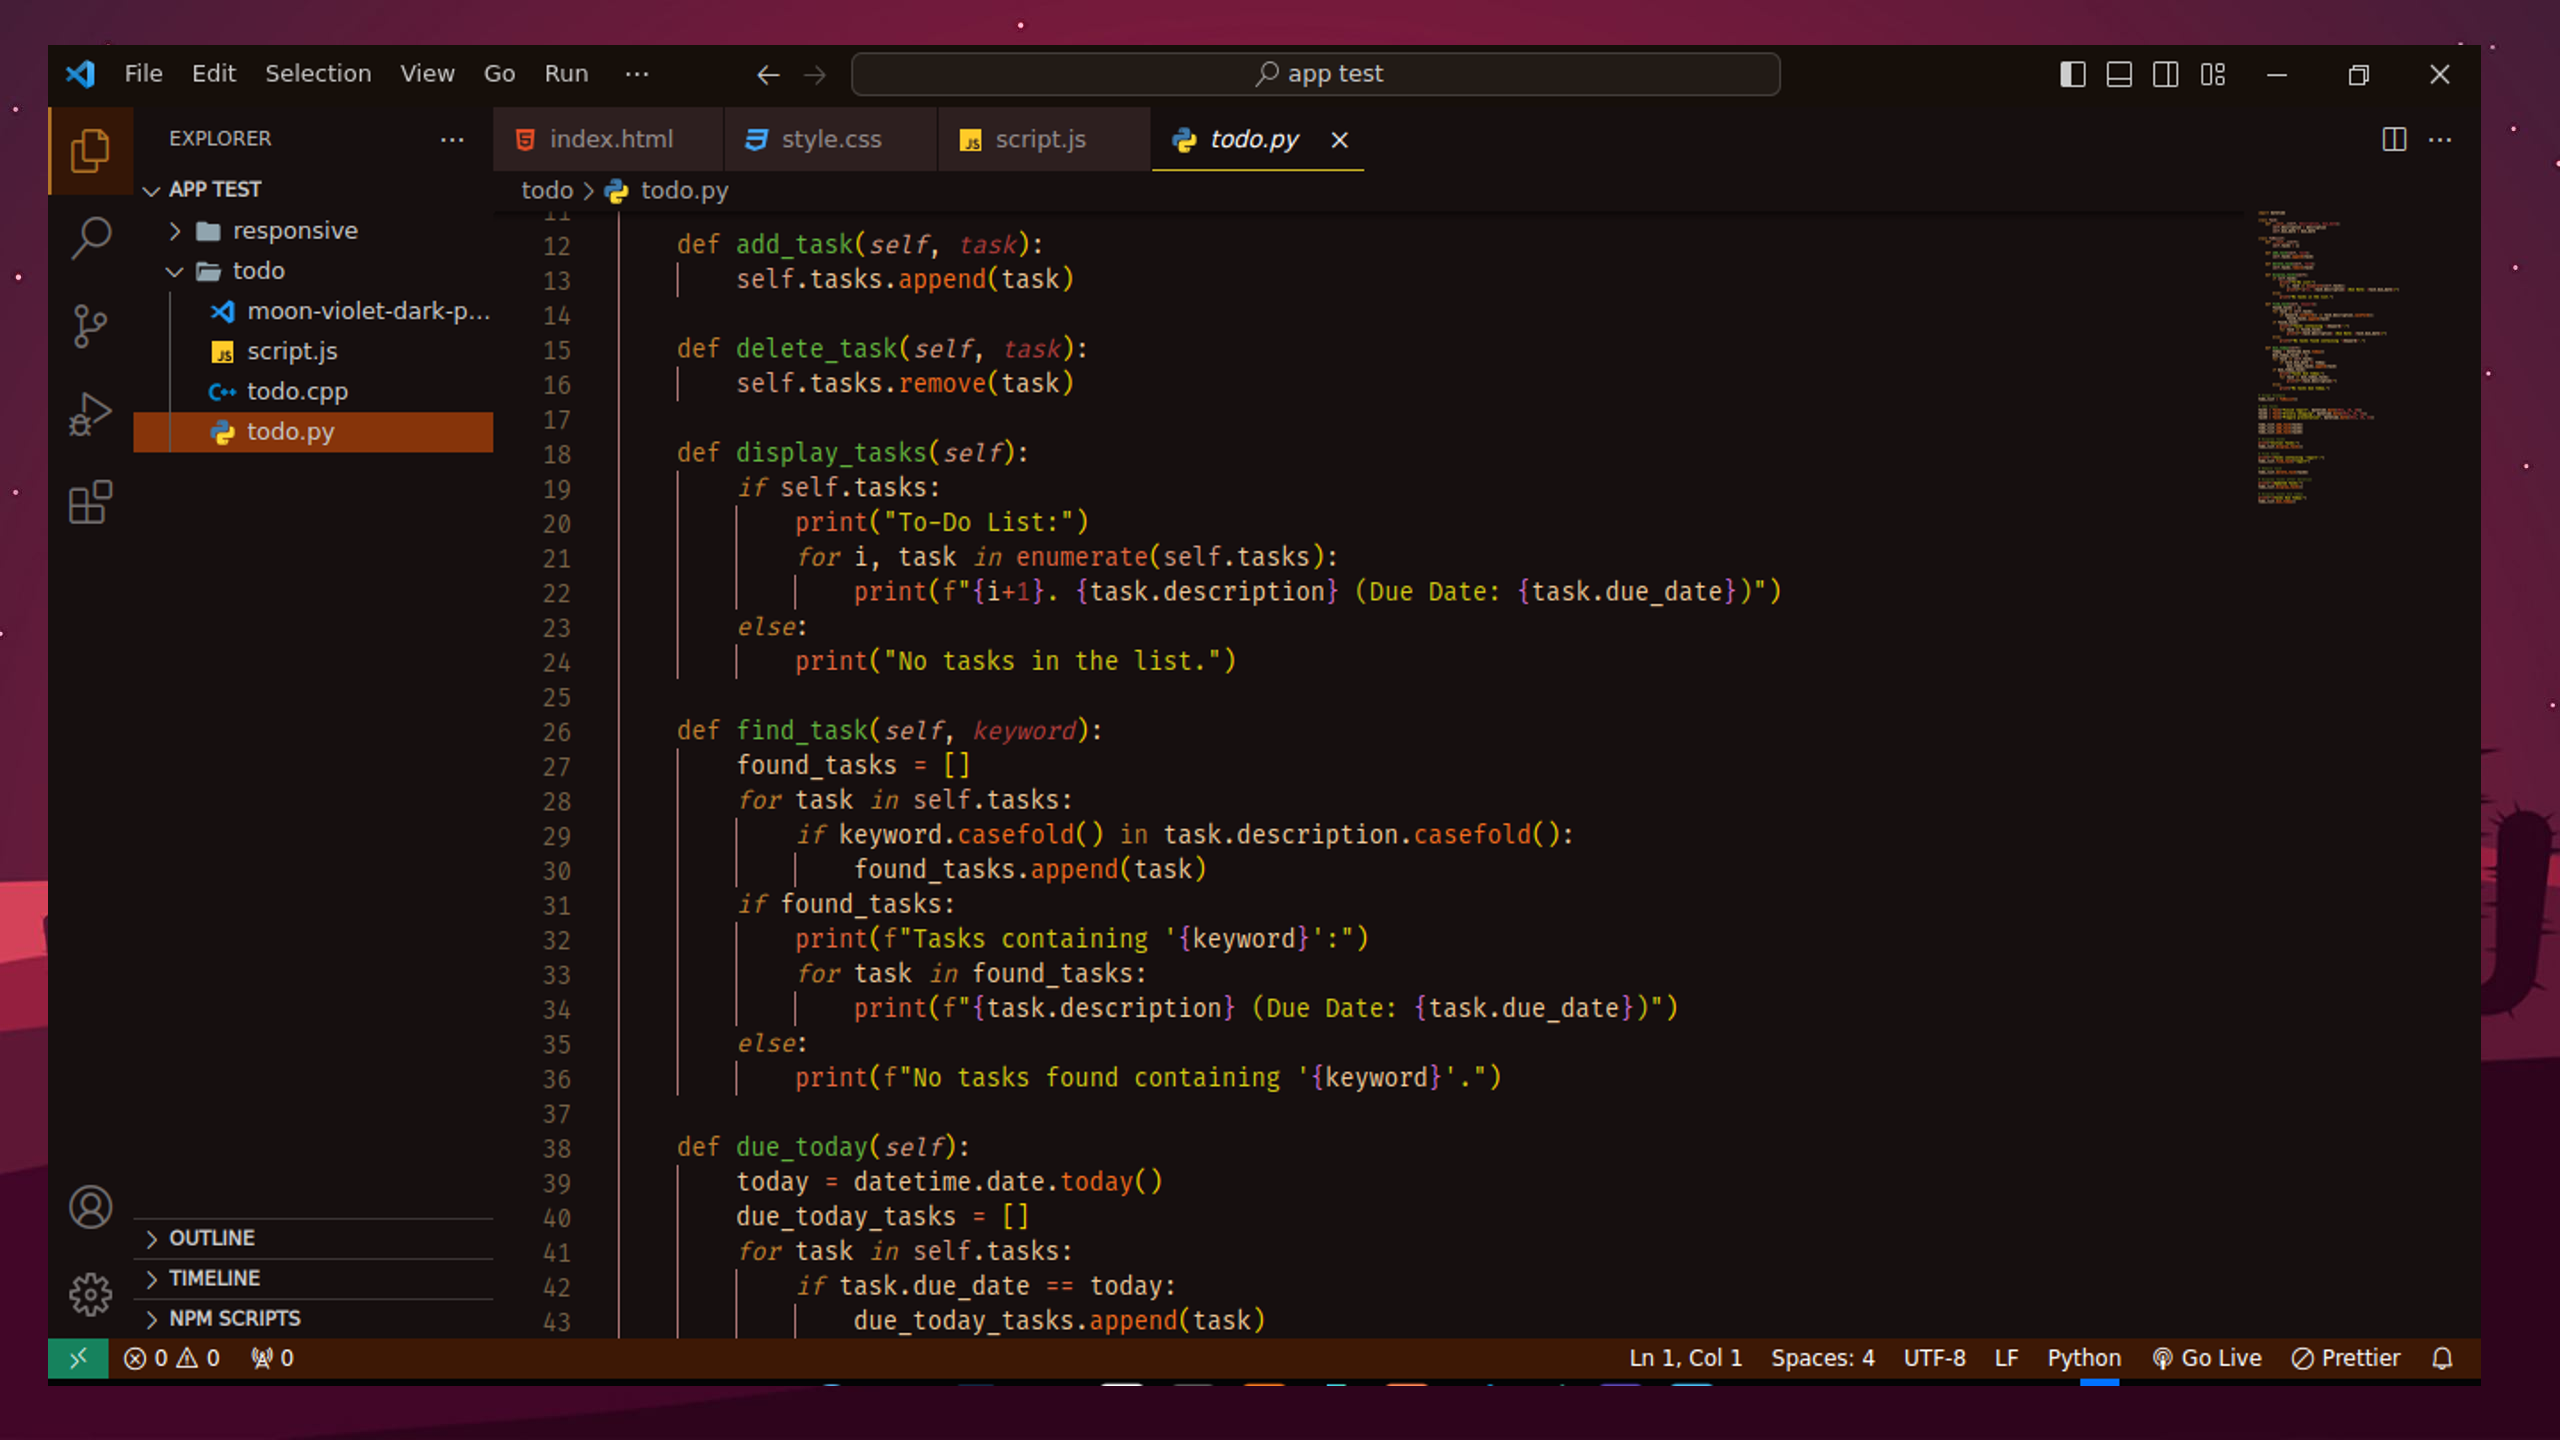 File Edit Selection View Go Run ···
app test
EXPLORER ···
index.html style.css script.js todo.py
APP TEST
todo > todo.py
responsive
todo
moon-violet-dark-p...
script.js
todo.cpp
todo.py
11
12 def add_task(self, task):
13 self.tasks.append(task)
14
15 def delete_task(self, task):
16 self.tasks.remove(task)
17
18 def display_tasks(self):
19 if self.tasks:
20 print("To-Do List:")
21 for i, task in enumerate(self.tasks):
22 print(f"{i+1}. {task.description} (Due Date: {task.due_date})")
23 else:
24 print("No tasks in the list.")
25
26 def find_task(self, keyword):
27 found_tasks = []
28 for task in self.tasks:
29 if keyword.casefold() in task.description.casefold():
30 found_tasks.append(task)
31 if found_tasks:
32 print(f"Tasks containing '{keyword}':")
33 for task in found_tasks:
34 print(f"{task.description} (Due Date: {task.due_date})")
35 else:
36 print(f"No tasks found containing '{keyword}'.")
37
38 def due_today(self):
39 today = datetime.date.today()
40 due_today_tasks = []
41 for task in self.tasks:
42 if task.due_date == today:
43 due_today_tasks.append(task)
OUTLINE
TIMELINE
NPM SCRIPTS
0 0 0 Ln 1, Col 1 Spaces: 4 UTF-8 LF Python Go Live Prettier